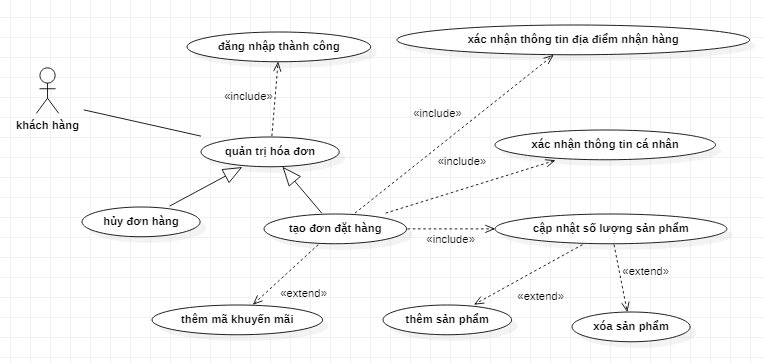 đăng nhập thành công
xác nhận thông tin địa điểm nhận hàng
«include»
«include»
khách hàng
quản trị hóa đơn
xác nhận thông tin cá nhân
«include»
hủy đơn hàng
tạo đơn đặt hàng
«include»
cập nhật số lượng sản phẩm
«extend»
«extend»
«extend»
thêm mã khuyến mãi
thêm sản phẩm
xóa sản phẩm